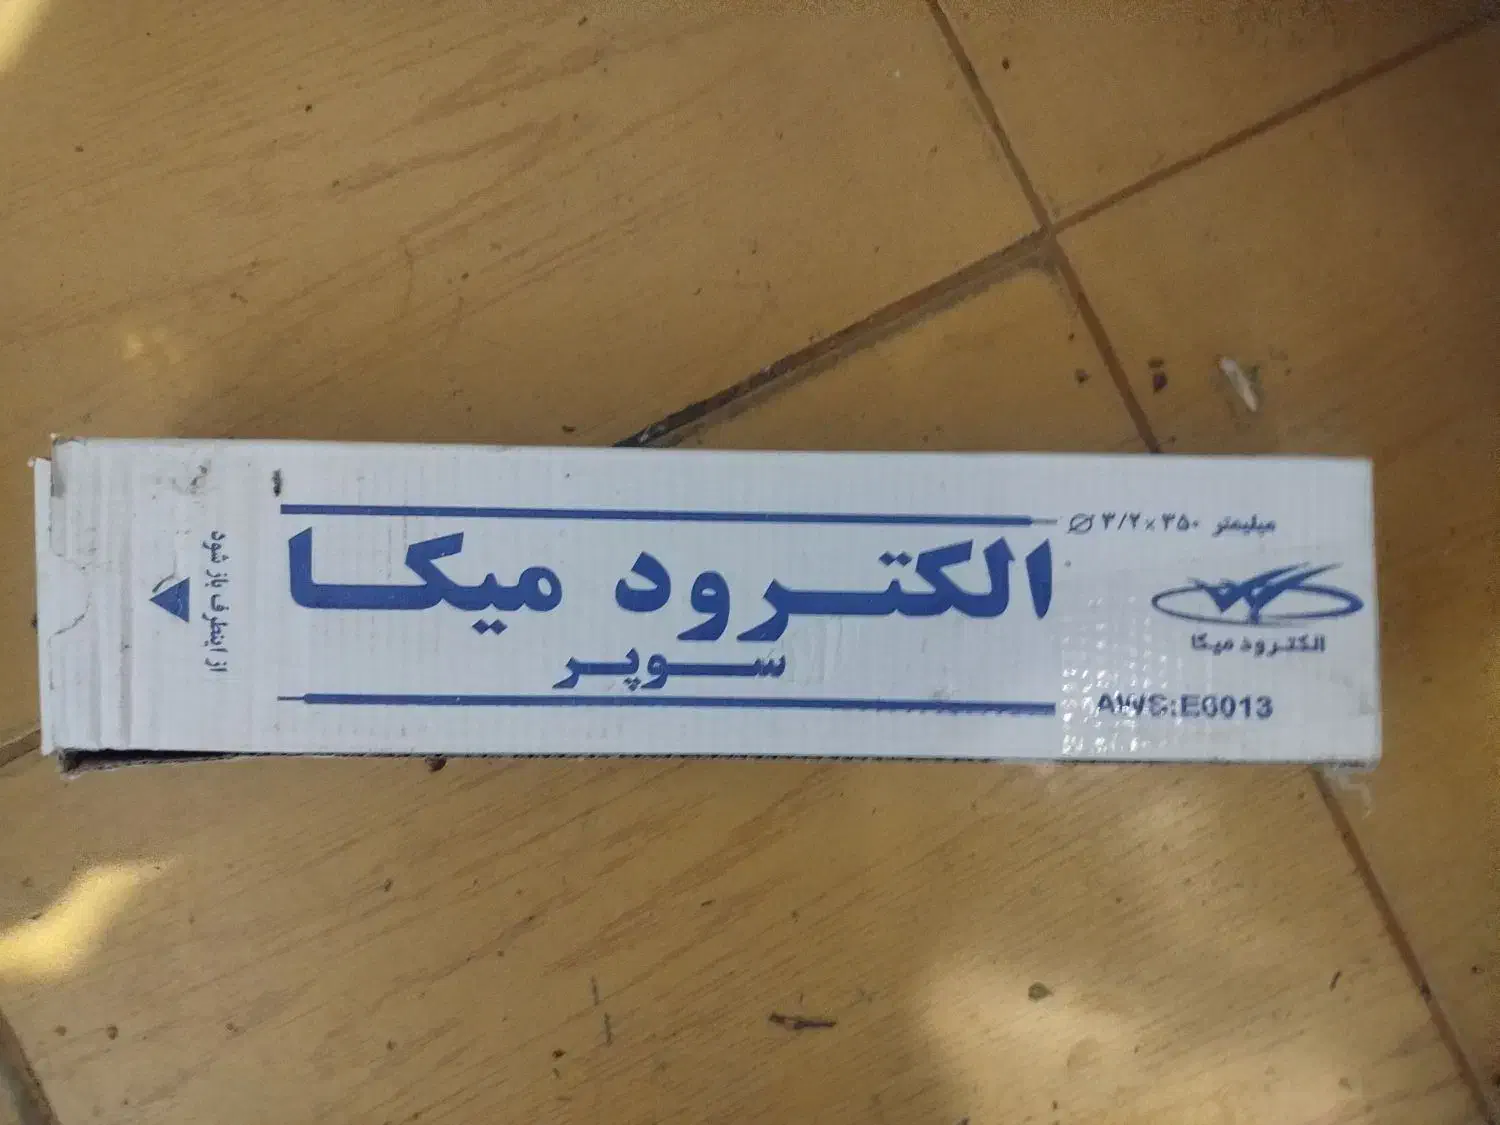 Ø ۳/۲×۳۵۰ میلیمتر
الکترود میکا
سوپر
الکترود میکا
AWS:E6013
از اینطرف باز شود